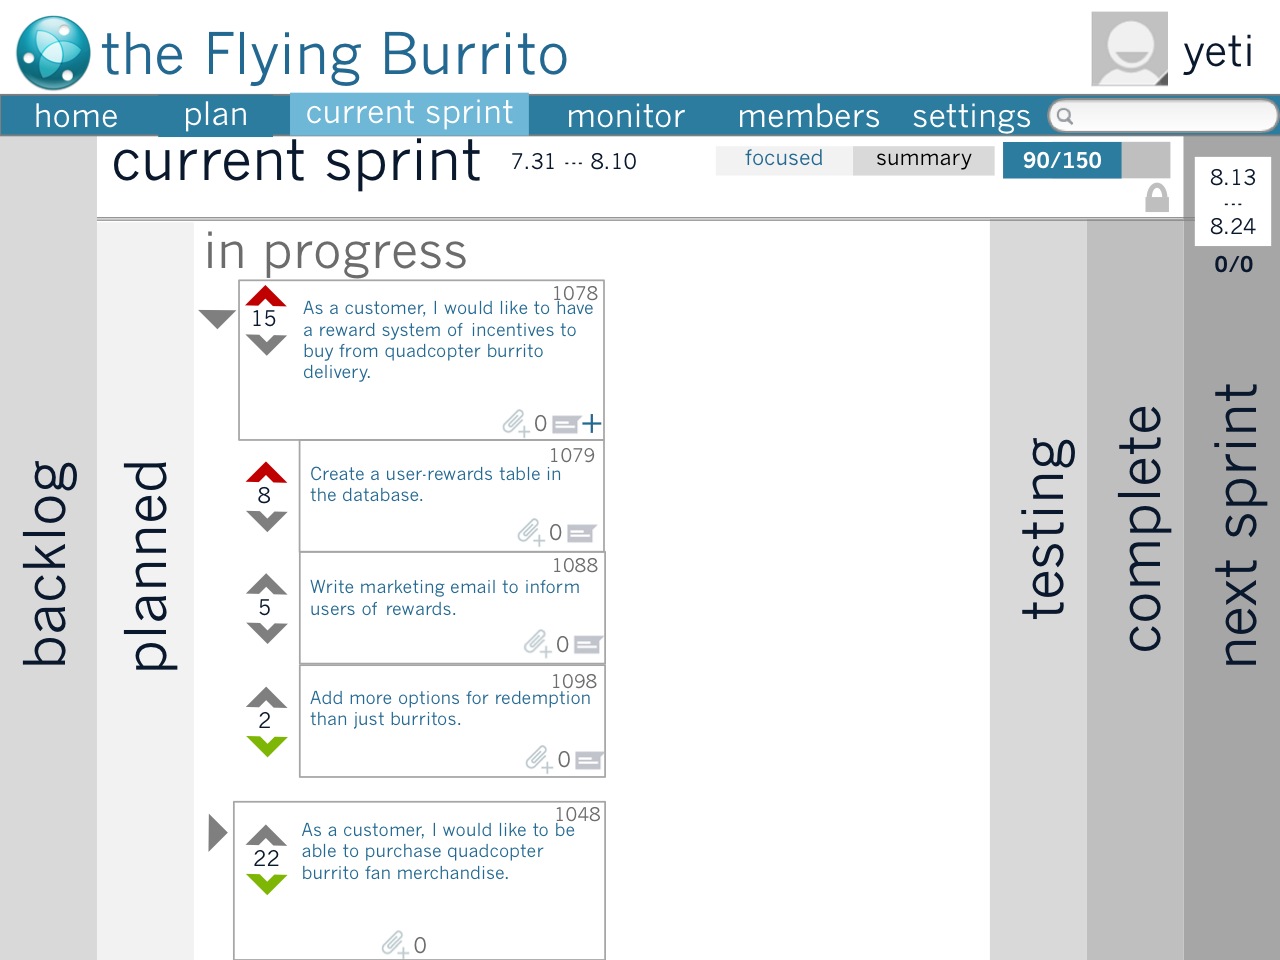 the Flying Burrito
yeti
home plan current sprint monitor members settings
current sprint 7.31 --- 8.10 focused summary 90/150
8.13
---
8.24
0/0
backlog
planned
in progress
1078
15
As a customer, I would like to have
a reward system of incentives to
buy from quadcopter burrito
delivery.
0
1079
8
Create a user-rewards table in
the database.
0
1088
5
Write marketing email to inform
users of rewards.
0
1098
2
Add more options for redemption
than just burritos.
0
1048
22
As a customer, I would like to be
able to purchase quadcopter
burrito fan merchandise.
0
testing
complete
next sprint